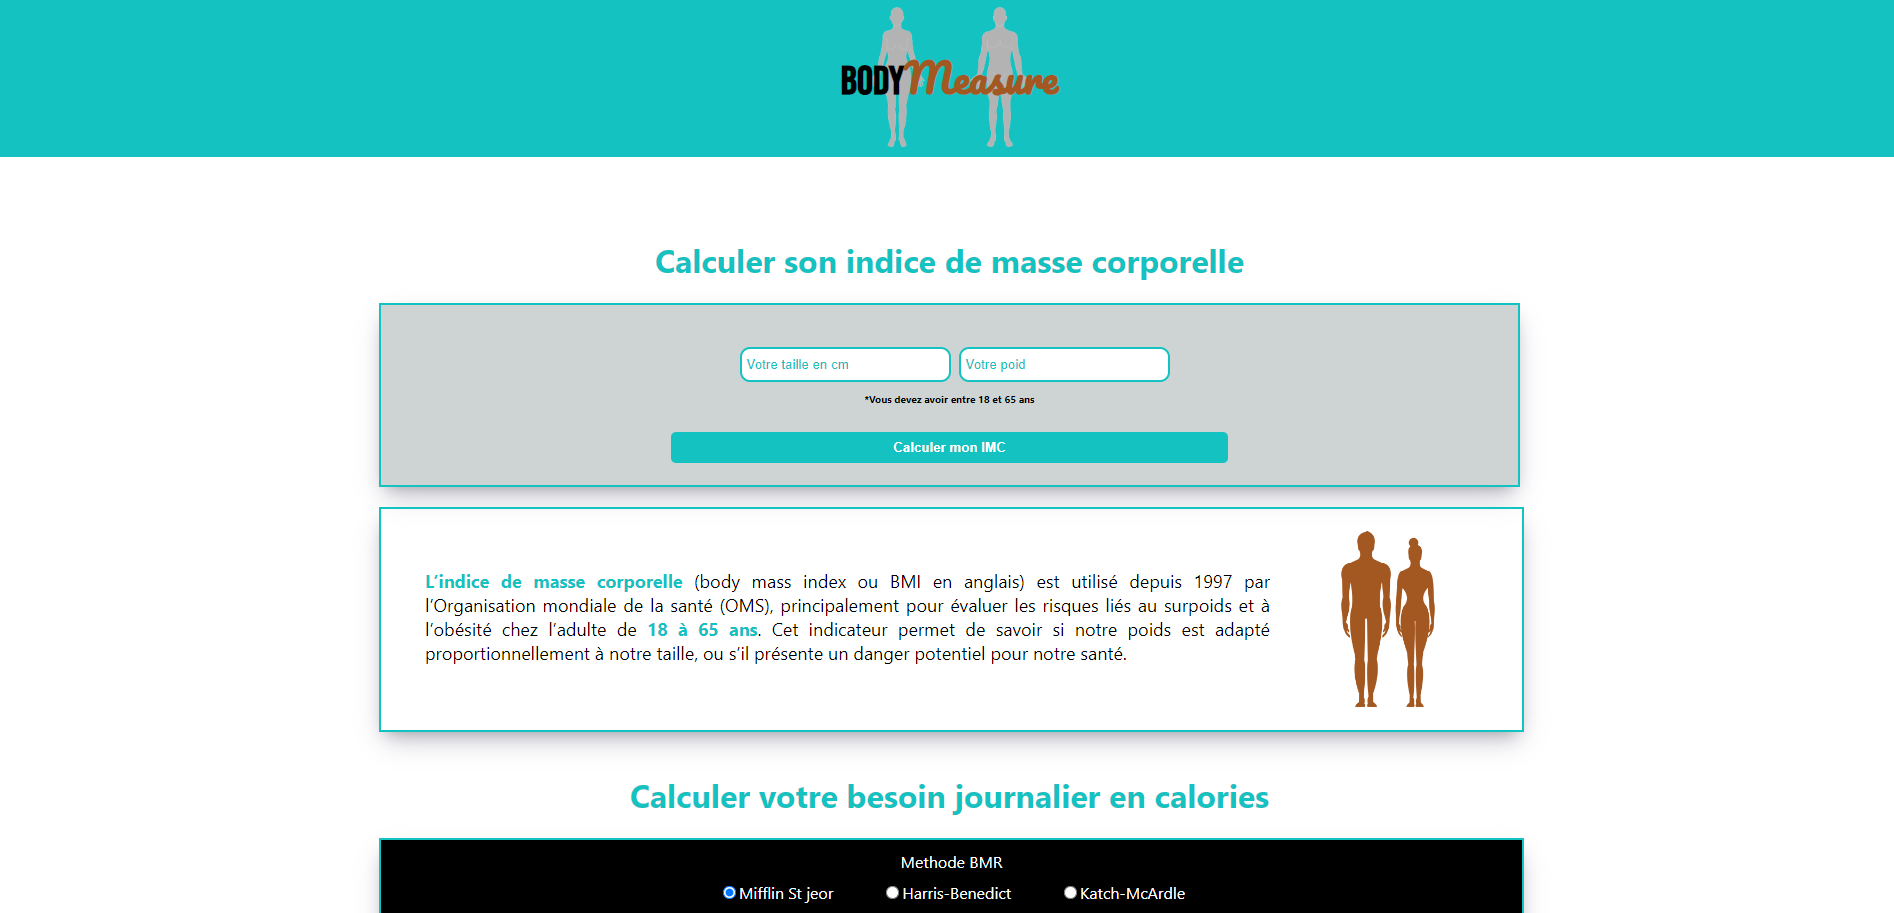 BODY Measure
Calculer son indice de masse corporelle
Votre taille en cm
Votre poid
*Vous devez avoir entre 18 et 65 ans
Calculer mon IMC
L’indice de masse corporelle (body mass index ou BMI en anglais) est utilisé depuis 1997 par
l’Organisation mondiale de la santé (OMS), principalement pour évaluer les risques liés au surpoids et à
l’obésité chez l’adulte de 18 à 65 ans. Cet indicateur permet de savoir si notre poids est adapté
proportionnellement à notre taille, ou s’il présente un danger potentiel pour notre santé.
Calculer votre besoin journalier en calories
Methode BMR
Mifflin St jeor
Harris-Benedict
Katch-McArdle